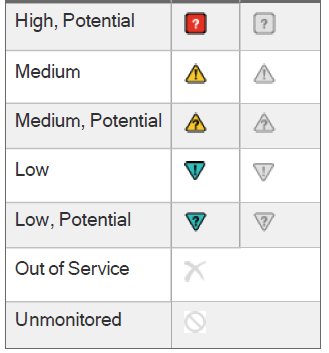 High, Potential ? ?
Medium ! !
Medium, Potential ? ?
Low ! !
Low, Potential ? ?
Out of Service
Unmonitored